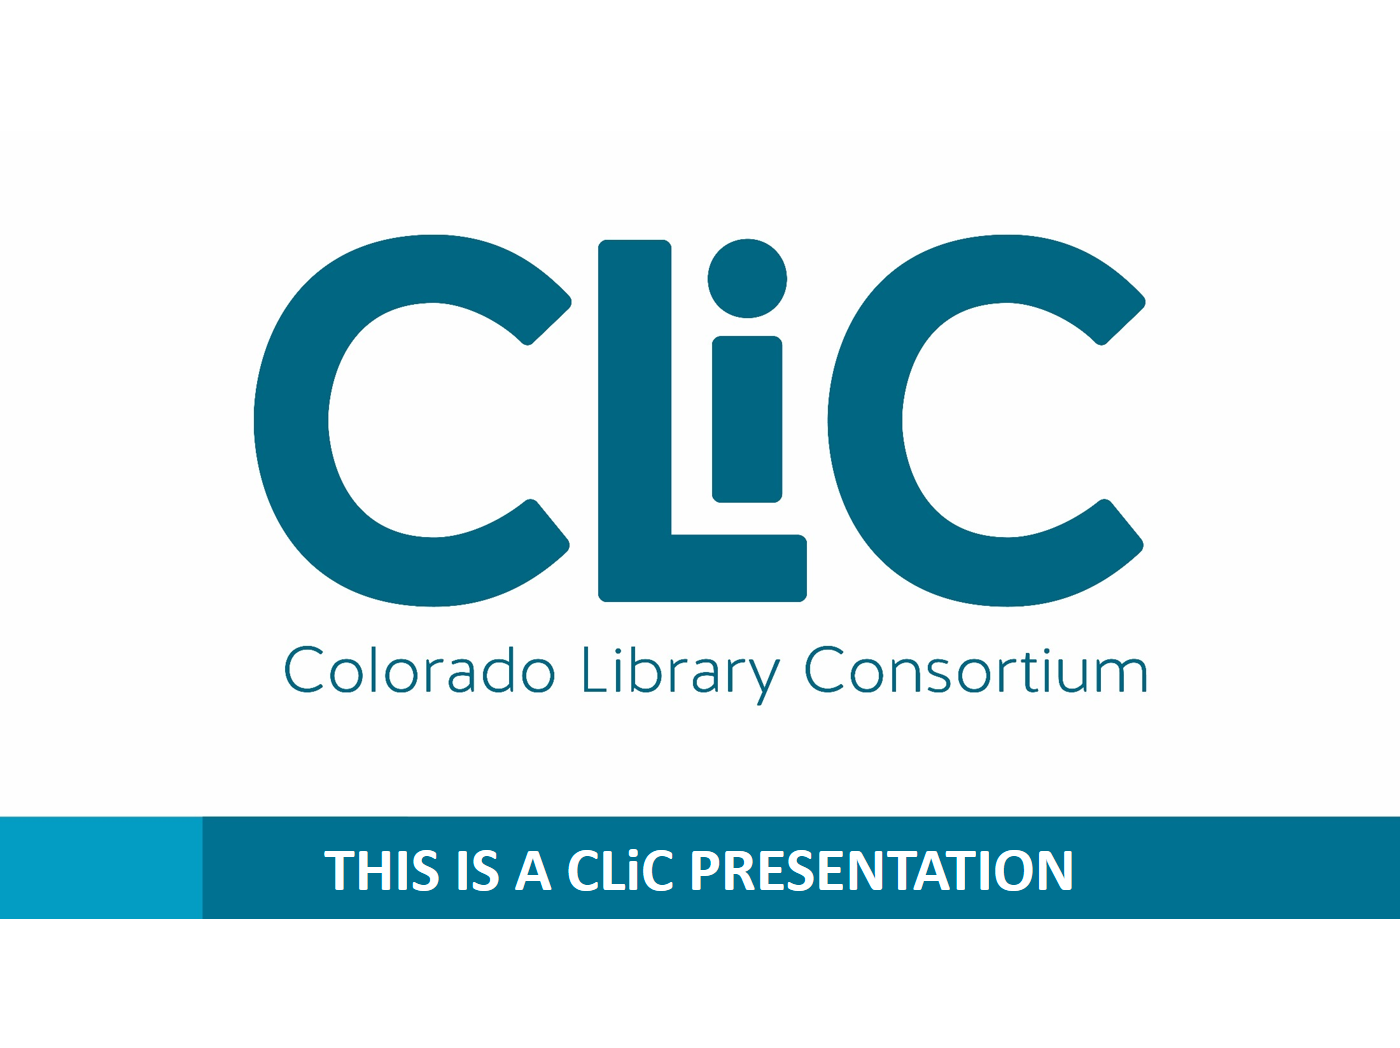 CLiC
Colorado Library Consortium
THIS IS A CLiC PRESENTATION